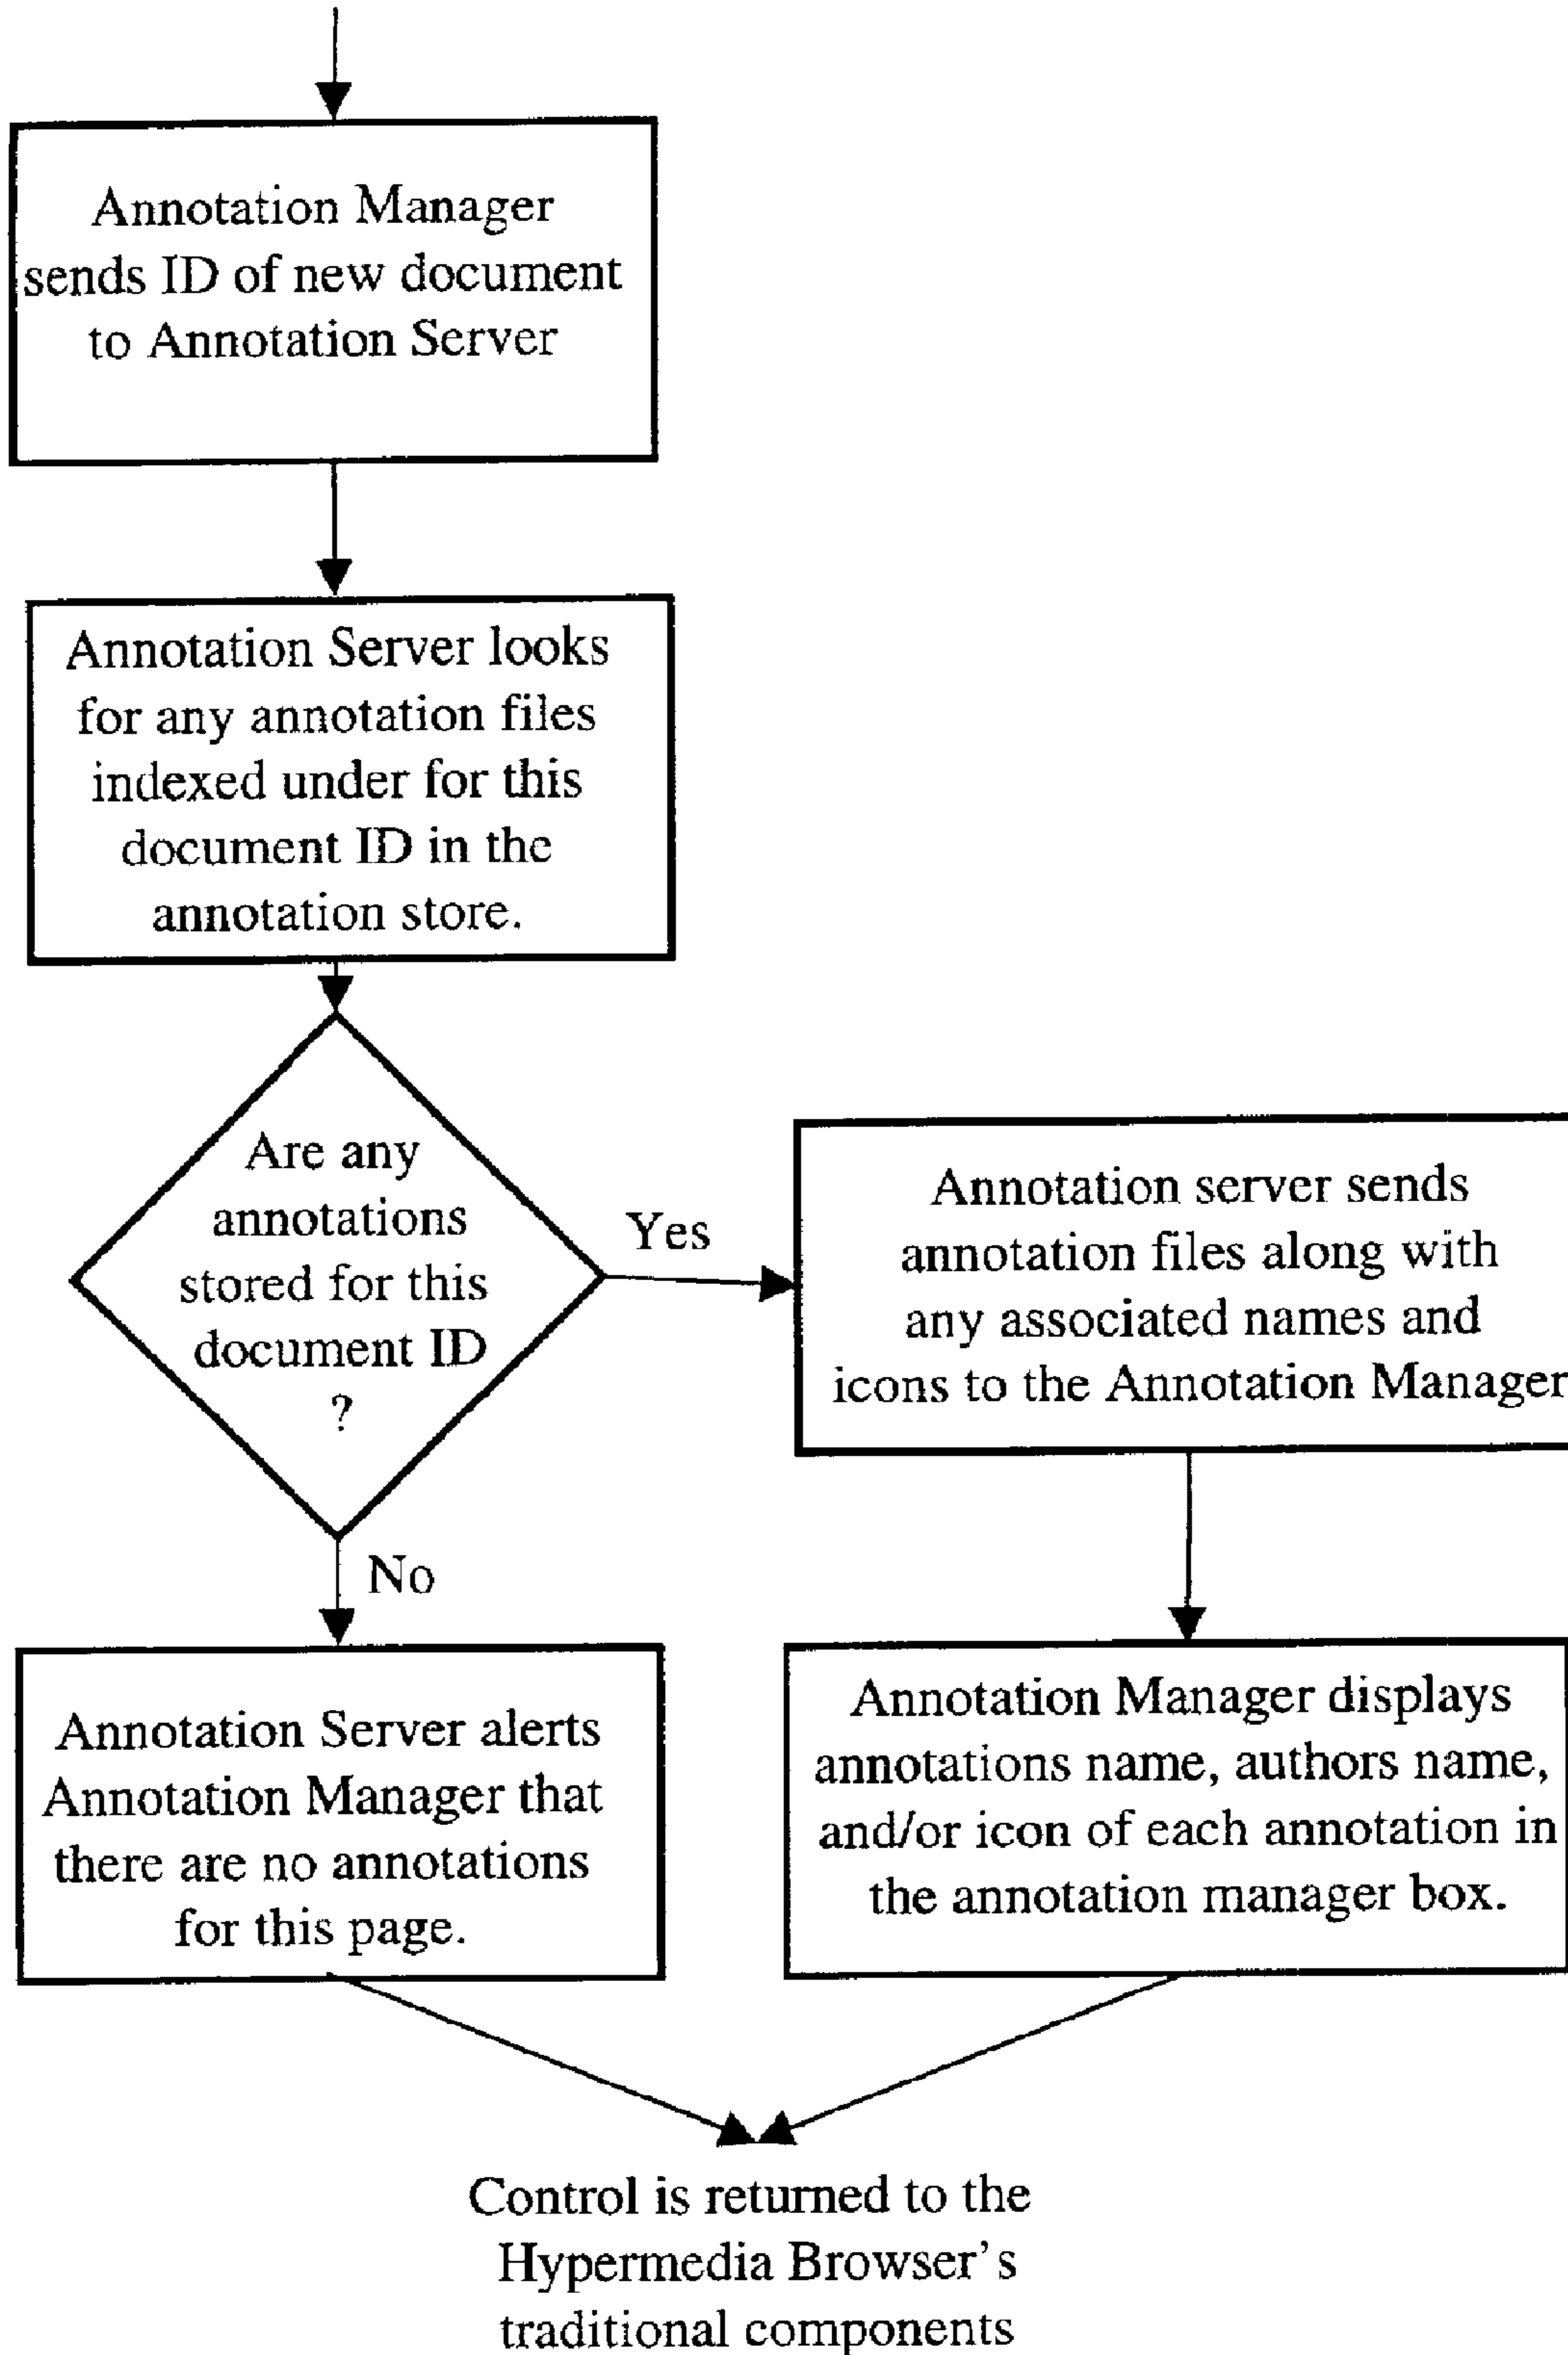 Annotation Manager
sends ID of new document
to Annotation Server
Annotation Server looks
for any annotation files
indexed under for this
document ID in the
annotation store.
Are any
annotations
stored for this
document ID
?
Yes
Annotation server sends
annotation files along with
any associated names and
icons to the Annotation Manager
No
Annotation Server alerts
Annotation Manager that
there are no annotations
for this page.
Annotation Manager displays
annotations name, authors name,
and/or icon of each annotation in
the annotation manager box.
Control is returned to the
Hypermedia Browser's
traditional components